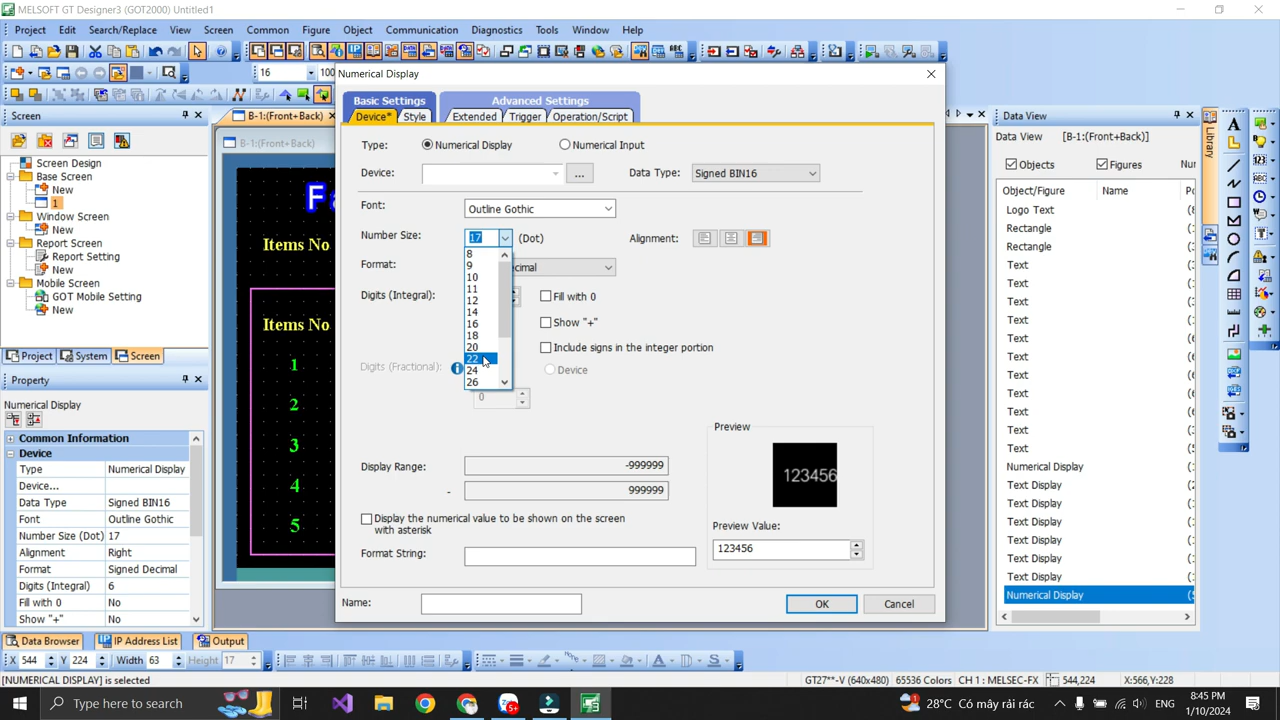 MELSOFT GT Designer3 (GOT2000) Untitled1
Project Edit Search/Replace View Screen Common Figure Object Communication Diagnostics Tools Window Help
16
100
Screen
B-1:(Front+Back)
Data View
Screen Design
Base Screen
New
1
Window Screen
New
Report Screen
Report Setting
New
Mobile Screen
GOT Mobile Setting
New
Project System Screen
B-1:(Front+Back)
Fa
Items No
Items No
1
2
3
4
5
Property
Numerical Display
Common Information
Device
Type Numerical Display
Device...
Data Type Signed BIN16
Font Outline Gothic
Number Size (Dot) 17
Alignment Right
Format Signed Decimal
Digits (Integral) 6
Fill with 0 No
Show "+" No
Numerical Display
Basic Settings Advanced Settings
Device* Style Extended Trigger Operation/Script
Type: Numerical Display Numerical Input
Device: ... Data Type: Signed BIN16
Font: Outline Gothic
Number Size: 17 (Dot) Alignment:
8
9
10
11
12
14
16
18
20
22
24
26
Format: cimal
Digits (Integral): Fill with 0
Show "+"
Include signs in the integer portion
Digits (Fractional): Device
0
Preview
123456
Display Range: -999999
- 999999
Display the numerical value to be shown on the screen
with asterisk
Preview Value:
123456
Format String:
Name: OK Cancel
Data View [B-1:(Front+Back)]
Objects Figures Nur
Object/Figure Name Po
Logo Text (8
Rectangle
Rectangle
Text
Text
Text
Text
Text
Text
Text
Text
Text
Text
Text
Numerical Display
Text Display
Text Display
Text Display
Text Display
Text Display
Text Display
Numerical Display
Library
Data Browser IP Address List Output
X 544 Y 224 Width 63 Height 17
[NUMERICAL DISPLAY] is selected GT27**-V (640x480) 65536 Colors CH 1 : MELSEC-FX 544,224 X:566,Y:228
Type here to search
28°C Có mây rải rác
ENG
8:45 PM
1/10/2024